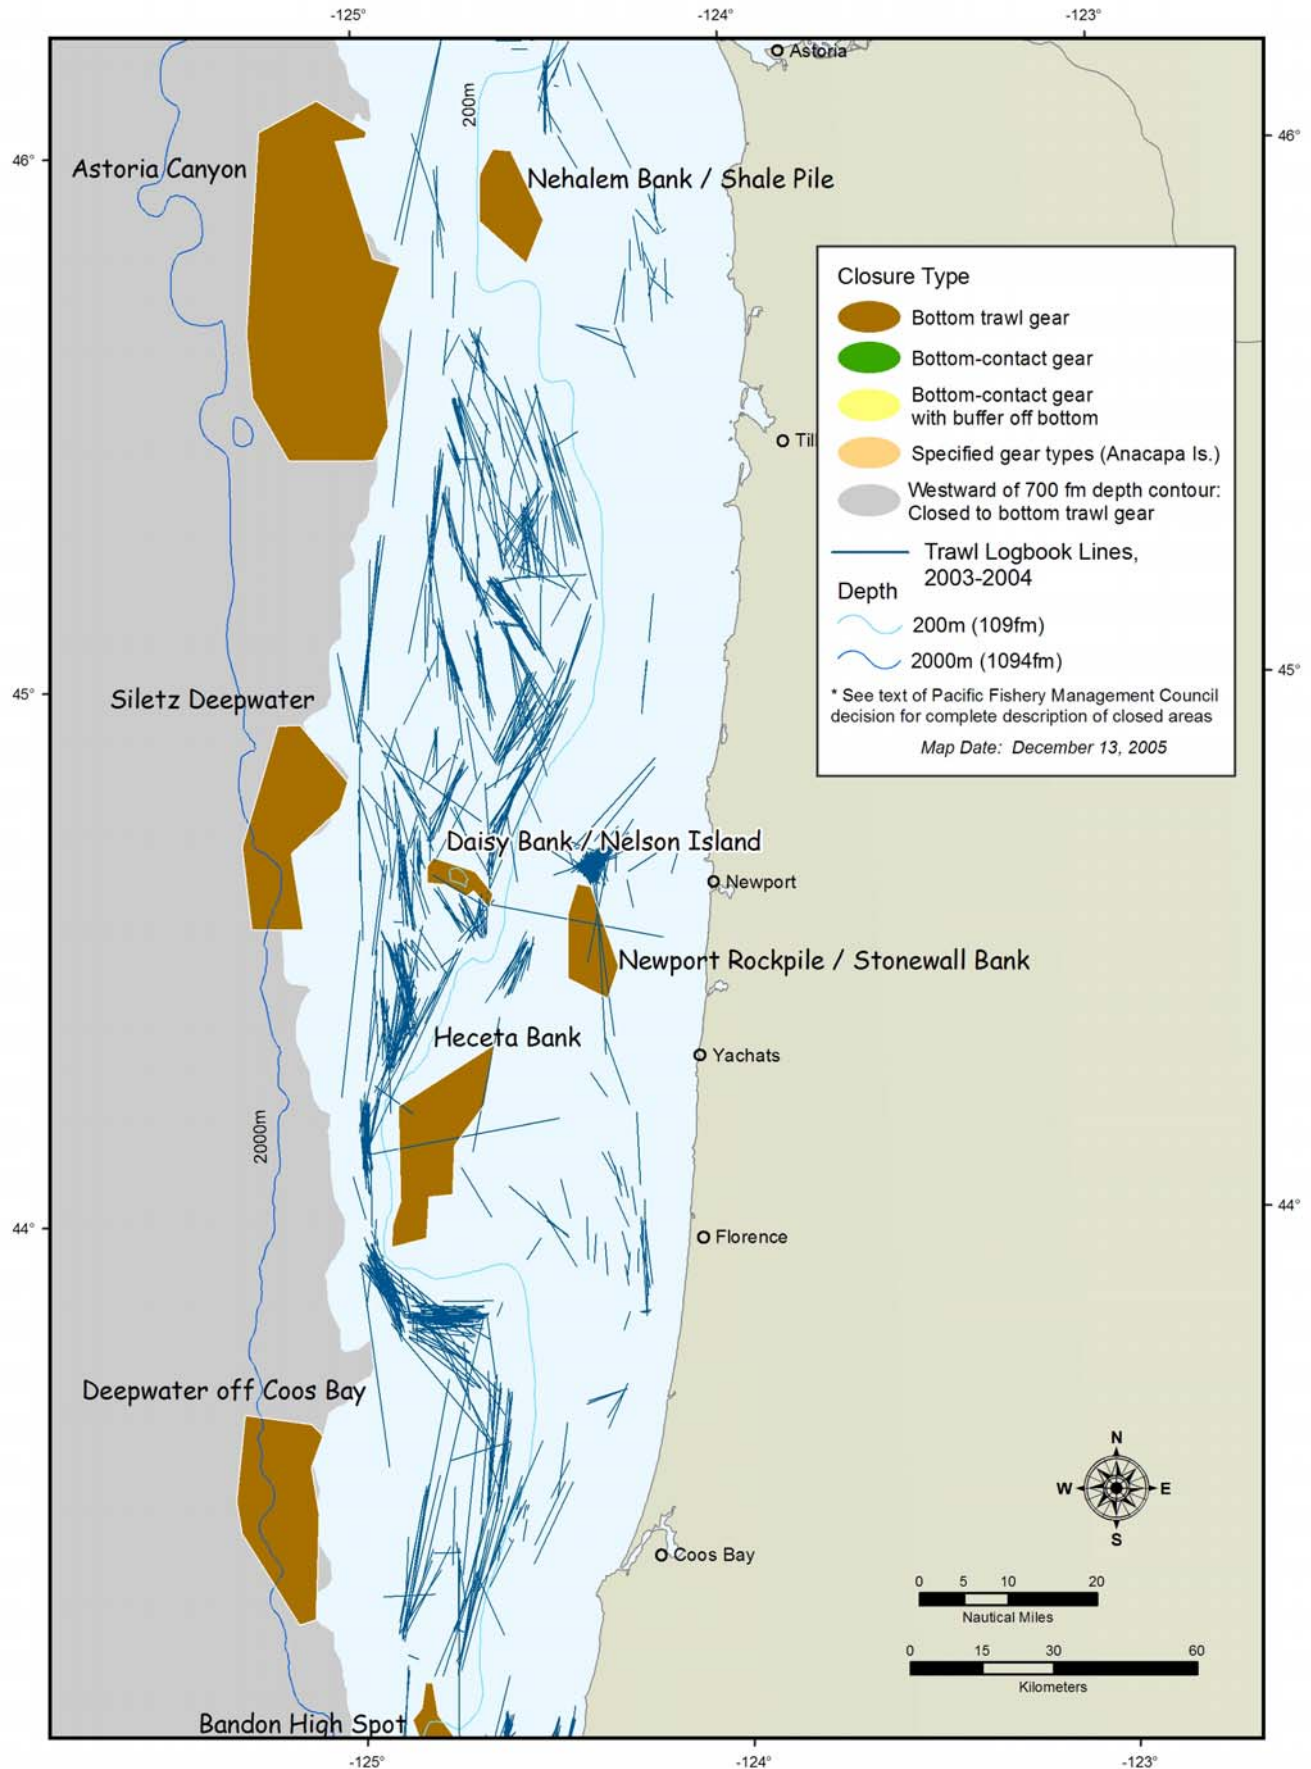 -125°
-124°
-123°
Astoria
200m
46°
46°
Astoria Canyon
Nehalem Bank / Shale Pile
Closure Type
Bottom trawl gear
Bottom-contact gear
Bottom-contact gear
with buffer off bottom
Til
Specified gear types (Anacapa Is.)
Westward of 700 fm depth contour:
Closed to bottom trawl gear
Trawl Logbook Lines,
2003-2004
Depth
200m (109fm)
2000m (1094fm)
45°
45°
Siletz Deepwater
* See text of Pacific Fishery Management Council
decision for complete description of closed areas
Map Date: December 13, 2005
Daisy Bank / Nelson Island
Newport
Newport Rockpile / Stonewall Bank
Heceta Bank
Yachats
2000m
44°
44°
Florence
Deepwater off Coos Bay
N
W
E
S
Coos Bay
0 5 10 20
Nautical Miles
0 15 30 60
Kilometers
Bandon High Spot
-125°
-124°
-123°